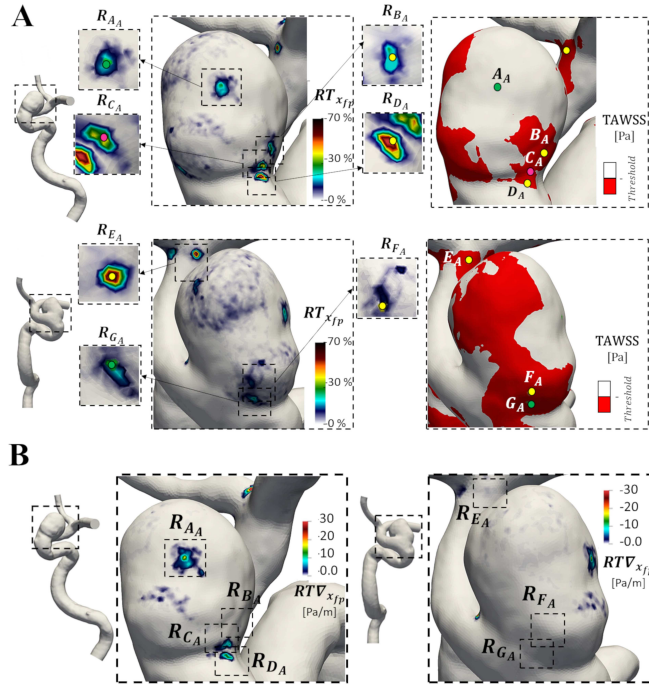 A
R_{A_A}
R_{B_A}
R_{C_A}
R_{D_A}
RT_{x_{fp}}
70 %
30 %
0 %
A_A
B_A
C_A
D_A
TAWSS
[Pa]
Threshold
R_{E_A}
R_{F_A}
R_{G_A}
RT_{x_{fp}}
70 %
30 %
0 %
E_A
F_A
G_A
TAWSS
[Pa]
Threshold
B
R_{A_A}
R_{B_A}
R_{C_A}
R_{D_A}
30
20
10
0.0
RT∇_{x_{fp}}
[Pa/m]
R_{E_A}
R_{F_A}
R_{G_A}
-30
-20
-10
-0.0
RT∇_{x_{fp}}
[Pa/m]